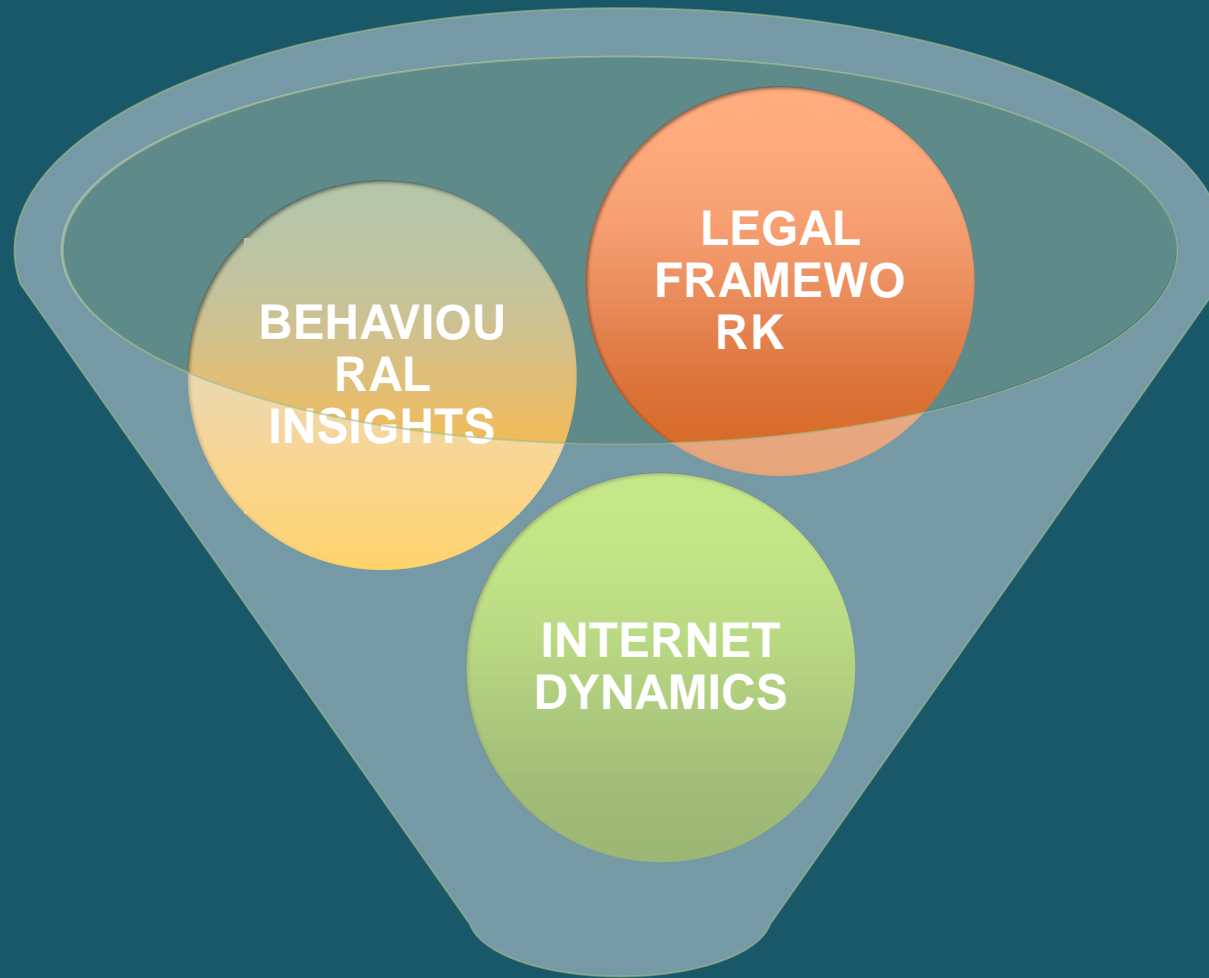 BEHAVIOU
RAL
INSIGHTS
LEGAL
FRAMEWO
RK
INTERNET
DYNAMICS